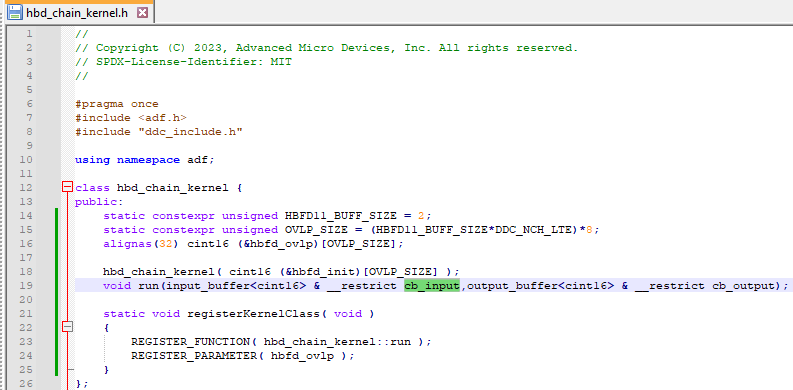 hbd_chain_kernel.h
1 //
2 // Copyright (C) 2023, Advanced Micro Devices, Inc. All rights reserved.
3 // SPDX-License-Identifier: MIT
4 //
5
6 #pragma once
7 #include <adf.h>
8 #include "ddc_include.h"
9
10 using namespace adf;
11
12 class hbd_chain_kernel {
13 public:
14 static constexpr unsigned HBFD11_BUFF_SIZE = 2;
15 static constexpr unsigned OVLP_SIZE = (HBFD11_BUFF_SIZE*DDC_NCH_LTE)*8;
16 alignas(32) cint16 (&hbfd_ovlp)[OVLP_SIZE];
17
18 hbd_chain_kernel( cint16 (&hbfd_init)[OVLP_SIZE] );
19 void run(input_buffer<cint16> & __restrict cb_input,output_buffer<cint16> & __restrict cb_output);
20
21 static void registerKernelClass( void )
22 {
23 REGISTER_FUNCTION( hbd_chain_kernel::run );
24 REGISTER_PARAMETER( hbfd_ovlp );
25 }
26 };